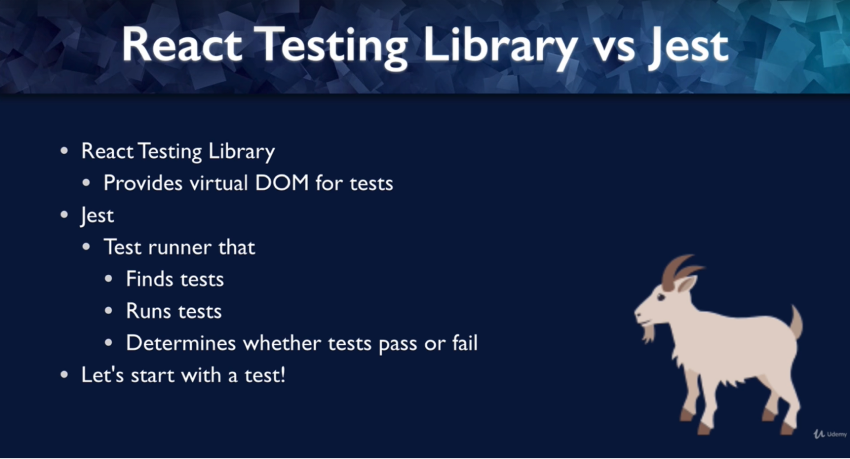 React Testing Library vs Jest
• React Testing Library
• Provides virtual DOM for tests
• Jest
• Test runner that
• Finds tests
• Runs tests
• Determines whether tests pass or fail
• Let's start with a test!
Udemy